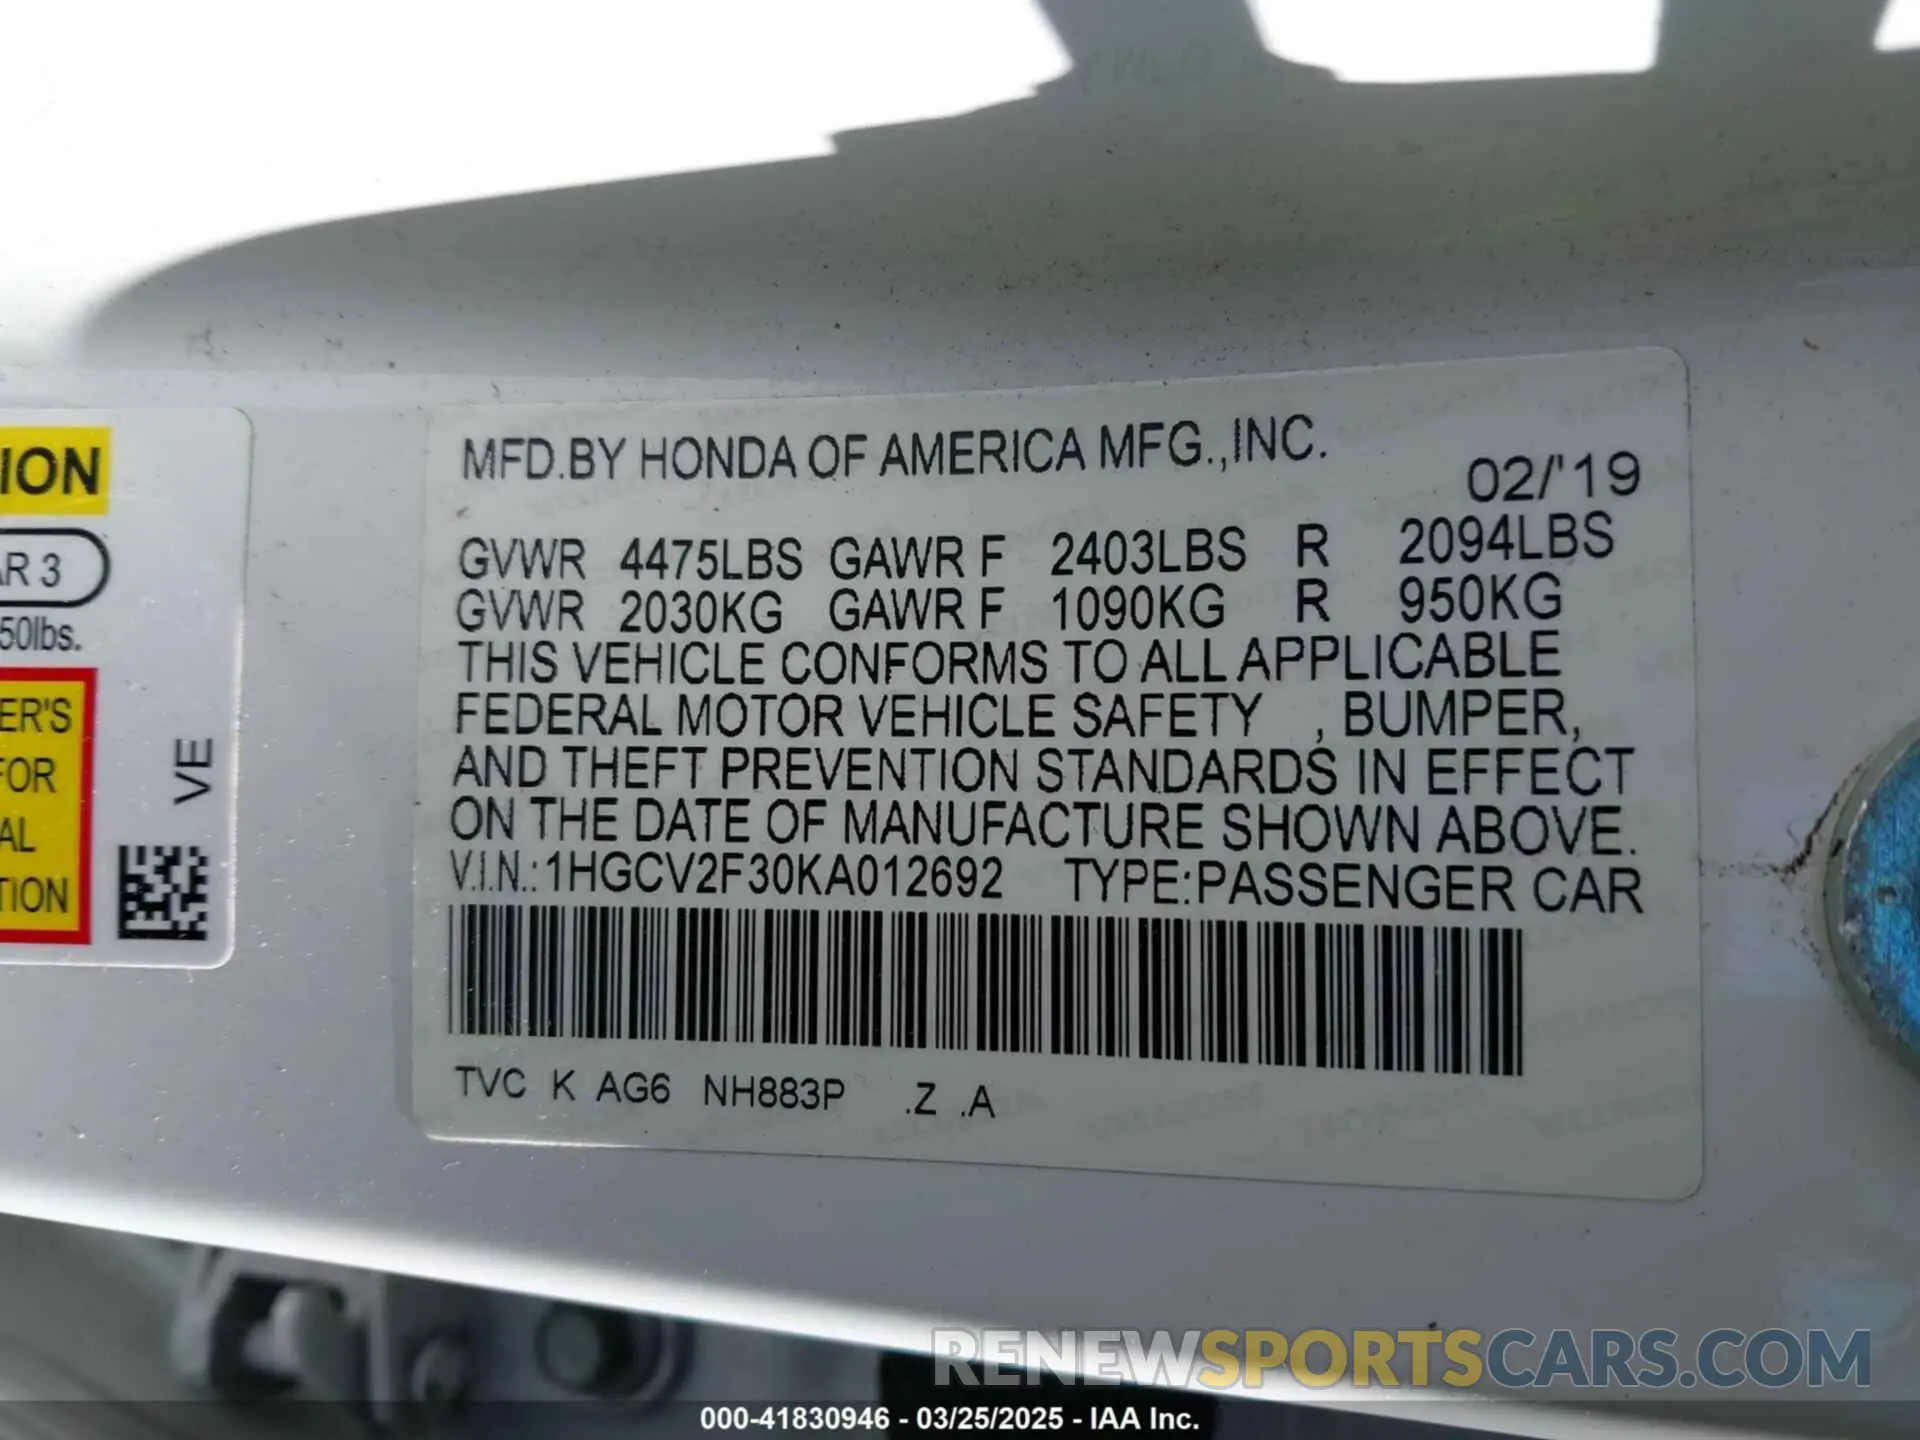 MFD.BY HONDA OF AMERICA MFG.,INC.
02/'19
GVWR 4475LBS GAWR F 2403LBS R 2094LBS
GVWR 2030KG GAWR F 1090KG R 950KG
THIS VEHICLE CONFORMS TO ALL APPLICABLE
FEDERAL MOTOR VEHICLE SAFETY , BUMPER,
AND THEFT PREVENTION STANDARDS IN EFFECT
ON THE DATE OF MANUFACTURE SHOWN ABOVE.
V.I.N.:1HGCV2F30KA012692 TYPE:PASSENGER CAR
TVC K AG6 NH883P .Z .A
ION
AR 3
50lbs.
ER'S
FOR
AL
TION
VE
RENEWSPORTSCARS.COM
000-41830946 - 03/25/2025 - IAA Inc.